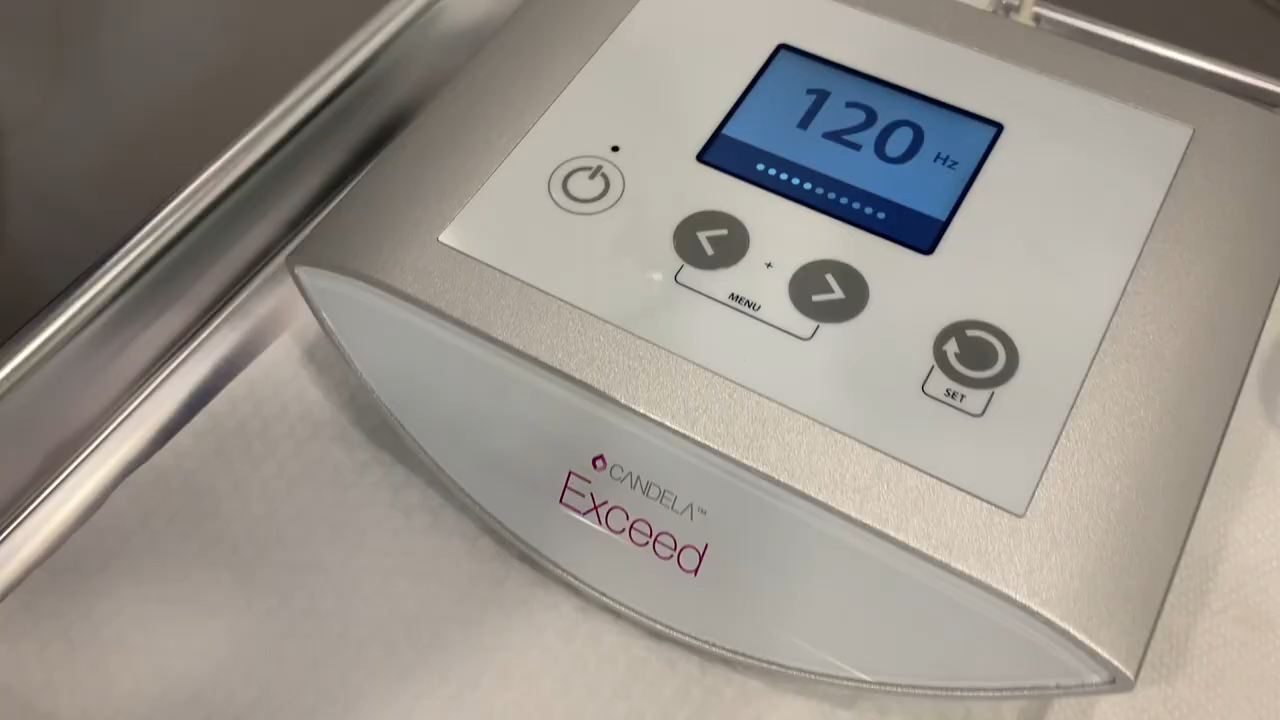 120 Hz
+
MENU
SET
CANDELA™
Exceed